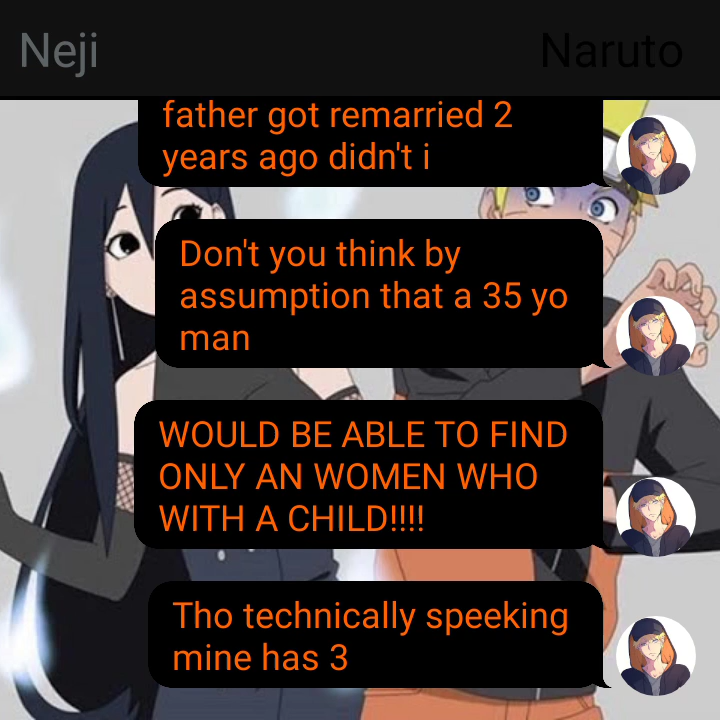 Neji
Naruto
father got remarried 2
years ago didn't i
Don't you think by
assumption that a 35 yo
man
WOULD BE ABLE TO FIND
ONLY AN WOMEN WHO
WITH A CHILD!!!!
Tho technically speeking
mine has 3